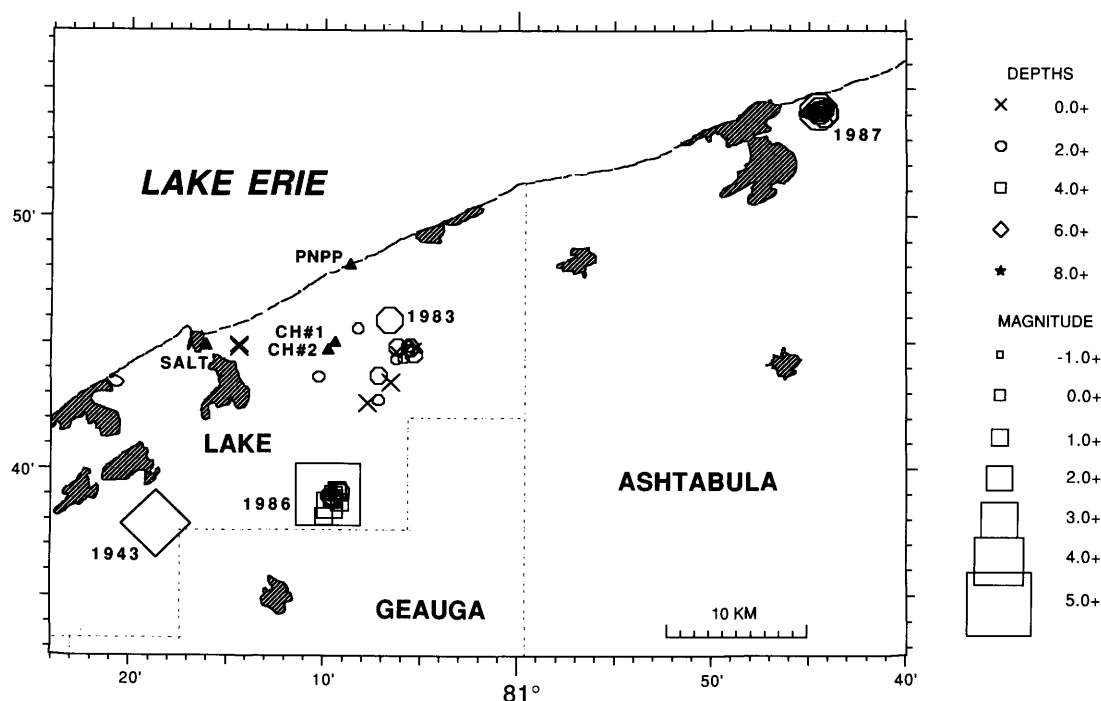 LAKE ERIE
1987
50'
PNPP
1983
CH#1
CH#2
SALT
LAKE
40'
1986
ASHTABULA
1943
GEAUGA
10 KM
20'
10'
81°
50'
40'
DEPTHS
0.0+
2.0+
4.0+
6.0+
8.0+
MAGNITUDE
-1.0+
0.0+
1.0+
2.0+
3.0+
4.0+
5.0+